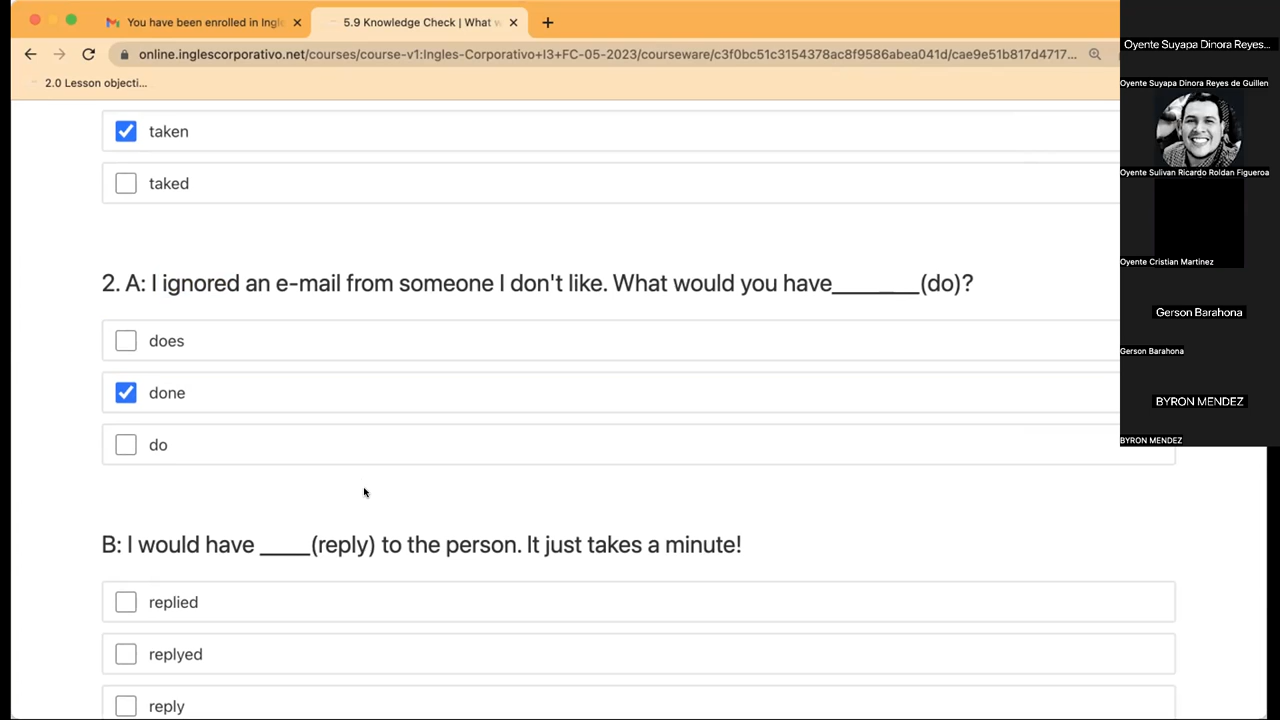 You have been enrolled in Ingle
5.9 Knowledge Check | What w
online.inglescorporativo.net/courses/course-v1:Ingles-Corporativo+I3+FC-05-2023/courseware/c3f0bc51c3154378ac8f9586abea041d/cae9e51b817d4717...
2.0 Lesson objecti...
taken
taked
2. A: I ignored an e-mail from someone I don't like. What would you have________(do)?
does
done
do
B: I would have _____(reply) to the person. It just takes a minute!
replied
replyed
reply
Oyente Suyapa Dinora Reyes...
Oyente Suyapa Dinora Reyes de Guillen
Oyente Sulivan Ricardo Roldan Figueroa
Oyente Cristian Martinez
Gerson Barahona
Gerson Barahona
BYRON MENDEZ
BYRON MENDEZ